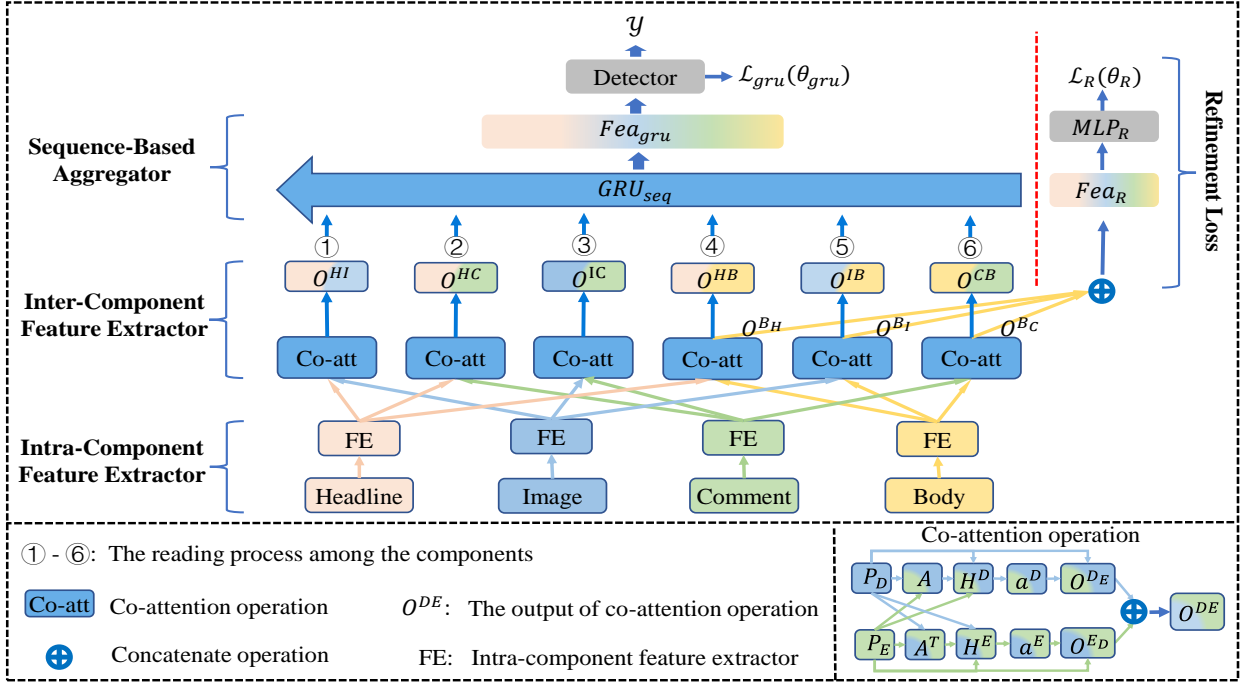 𝒴
Detector
ℒ_gru(θ_gru)
ℒ_R(θ_R)
MLP_R
Fea_gru
Fea_R
Refinement Loss
Sequence-Based
Aggregator
GRU_seq
① ② ③ ④ ⑤ ⑥
O^HI O^HC O^IC O^HB O^IB O^CB
Inter-Component
Feature Extractor
O^B_H O^B_I O^B_C
Co-att Co-att Co-att Co-att Co-att Co-att
Intra-Component
Feature Extractor
FE FE FE FE
Headline Image Comment Body
① - ⑥: The reading process among the components
Co-att Co-attention operation
O^DE: The output of co-attention operation
Concatenate operation
FE: Intra-component feature extractor
Co-attention operation
P_D A H^D a^D O^D_E
O^DE
P_E A^T H^E a^E O^E_D